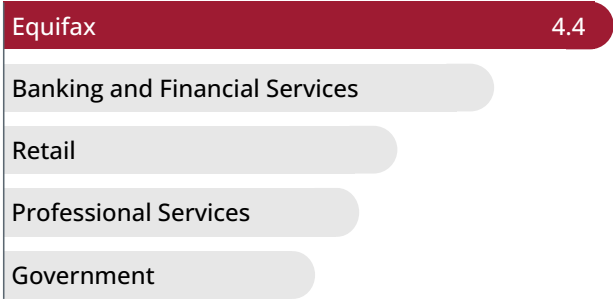 Equifax 4.4
Banking and Financial Services
Retail
Professional Services
Government